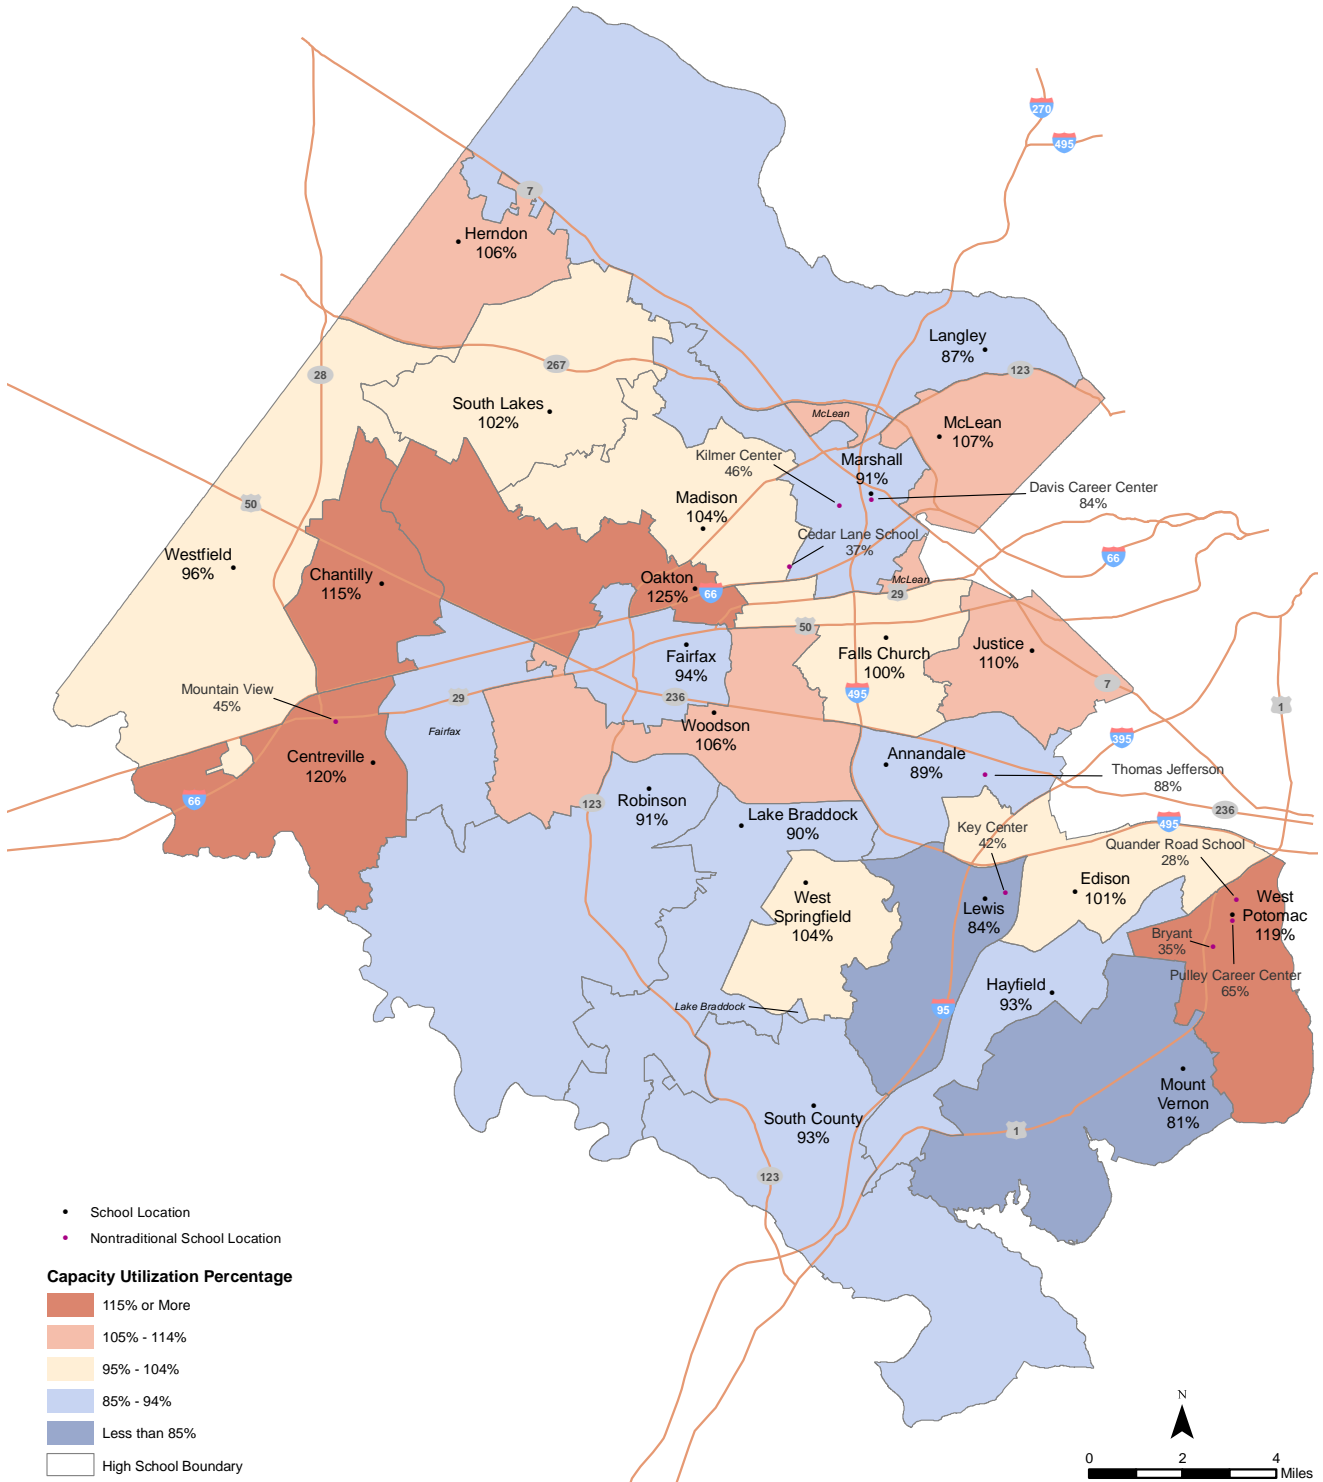 270
495
7
Herndon
106%
Langley
87%
123
267
28
South Lakes
102%
McLean
McLean
107%
Kilmer Center
46%
Marshall
91%
Davis Career Center
84%
Madison
104%
50
Cedar Lane School
37%
66
Westfield
96%
Chantilly
115%
Oakton
125%
66
McLean
29
50
Justice
110%
Falls Church
100%
Fairfax
94%
Mountain View
45%
29
236
495
7
1
Woodson
106%
Fairfax
395
Centreville
120%
Annandale
89%
Thomas Jefferson
88%
66
123
Robinson
91%
Lake Braddock
90%
236
495
Key Center
42%
Quander Road School
28%
Edison
101%
West
Springfield
104%
Lewis
84%
West
Potomac
119%
Bryant
35%
Pulley Career Center
65%
Hayfield
93%
Lake Braddock
95
Mount
Vernon
81%
South County
93%
1
123
School Location
Nontraditional School Location
Capacity Utilization Percentage
115% or More
105% - 114%
95% - 104%
85% - 94%
Less than 85%
High School Boundary
N
0 2 4
Miles